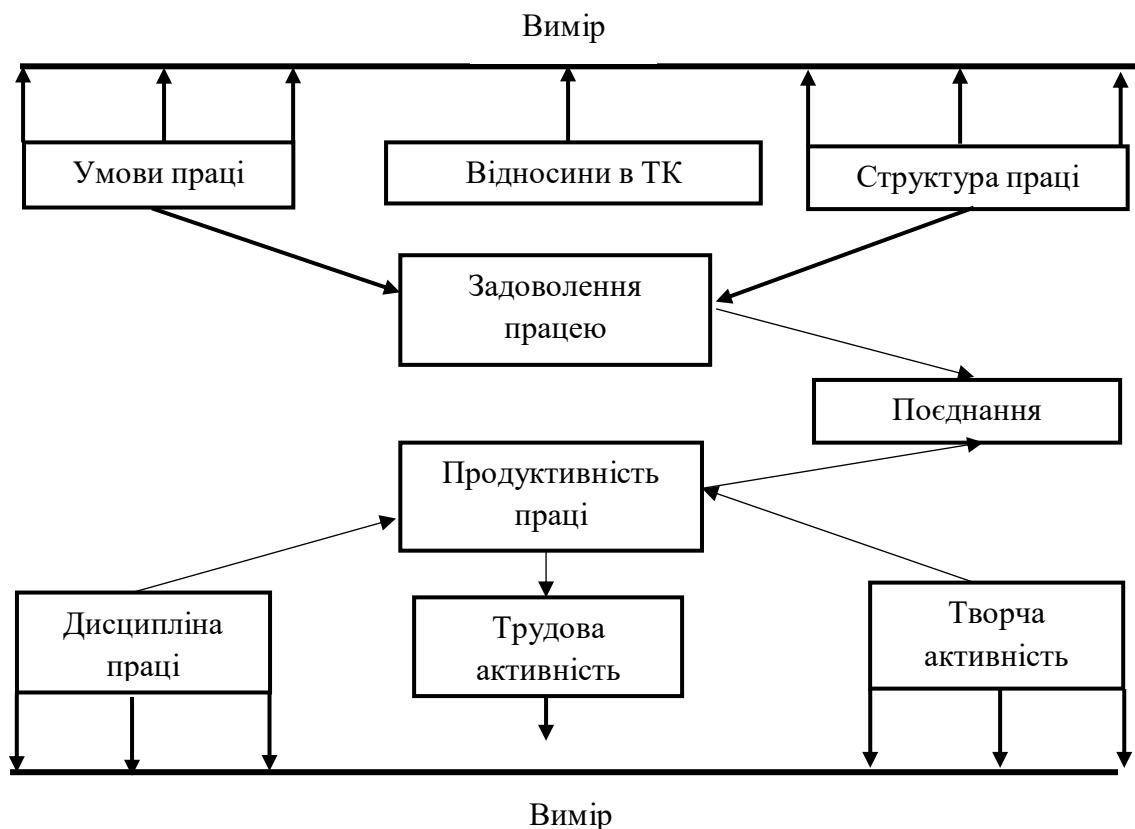 Вимір
Умови праці
Відносини в ТК
Структура праці
Задоволення
працею
Поєднання
Продуктивність
праці
Дисципліна
праці
Трудова
активність
Творча
активність
Вимір